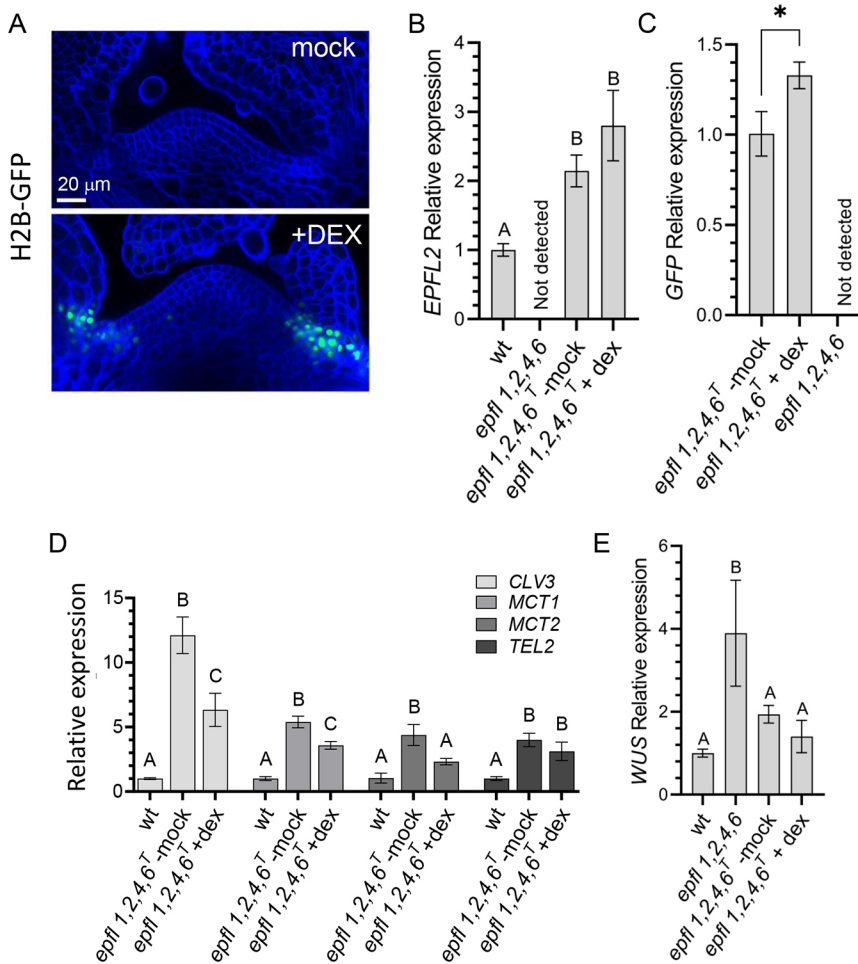 A
mock
20 μm
H2B-GFP
+DEX
B
EPFL2 Relative expression
4
3
2
1
0
A
Not detected
B
B
wt
epfl 1,2,4,6
epfl 1,2,4,6ᵀ -mock
epfl 1,2,4,6ᵀ + dex
C
GFP Relative expression
1.5
1.0
0.5
0.0
*
Not detected
epfl 1,2,4,6ᵀ -mock
epfl 1,2,4,6ᵀ + dex
epfl 1,2,4,6
D
Relative expression
15
10
5
0
CLV3
MCT1
MCT2
TEL2
A
B
C
A
B
C
A
B
A
A
B
B
wt
epfl 1,2,4,6ᵀ -mock
epfl 1,2,4,6ᵀ +dex
wt
epfl 1,2,4,6ᵀ -mock
epfl 1,2,4,6ᵀ +dex
wt
epfl 1,2,4,6ᵀ -mock
epfl 1,2,4,6ᵀ +dex
wt
epfl 1,2,4,6ᵀ -mock
epfl 1,2,4,6ᵀ +dex
E
WUS Relative expression
6
4
2
0
A
B
A
A
wt
epfl 1,2,4,6
epfl 1,2,4,6ᵀ -mock
epfl 1,2,4,6ᵀ + dex